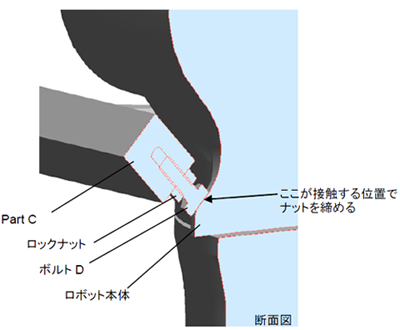 ここが接触する位置で
ナットを締める
Part C
ロックナット
ボルト D
ロボット本体
断面図